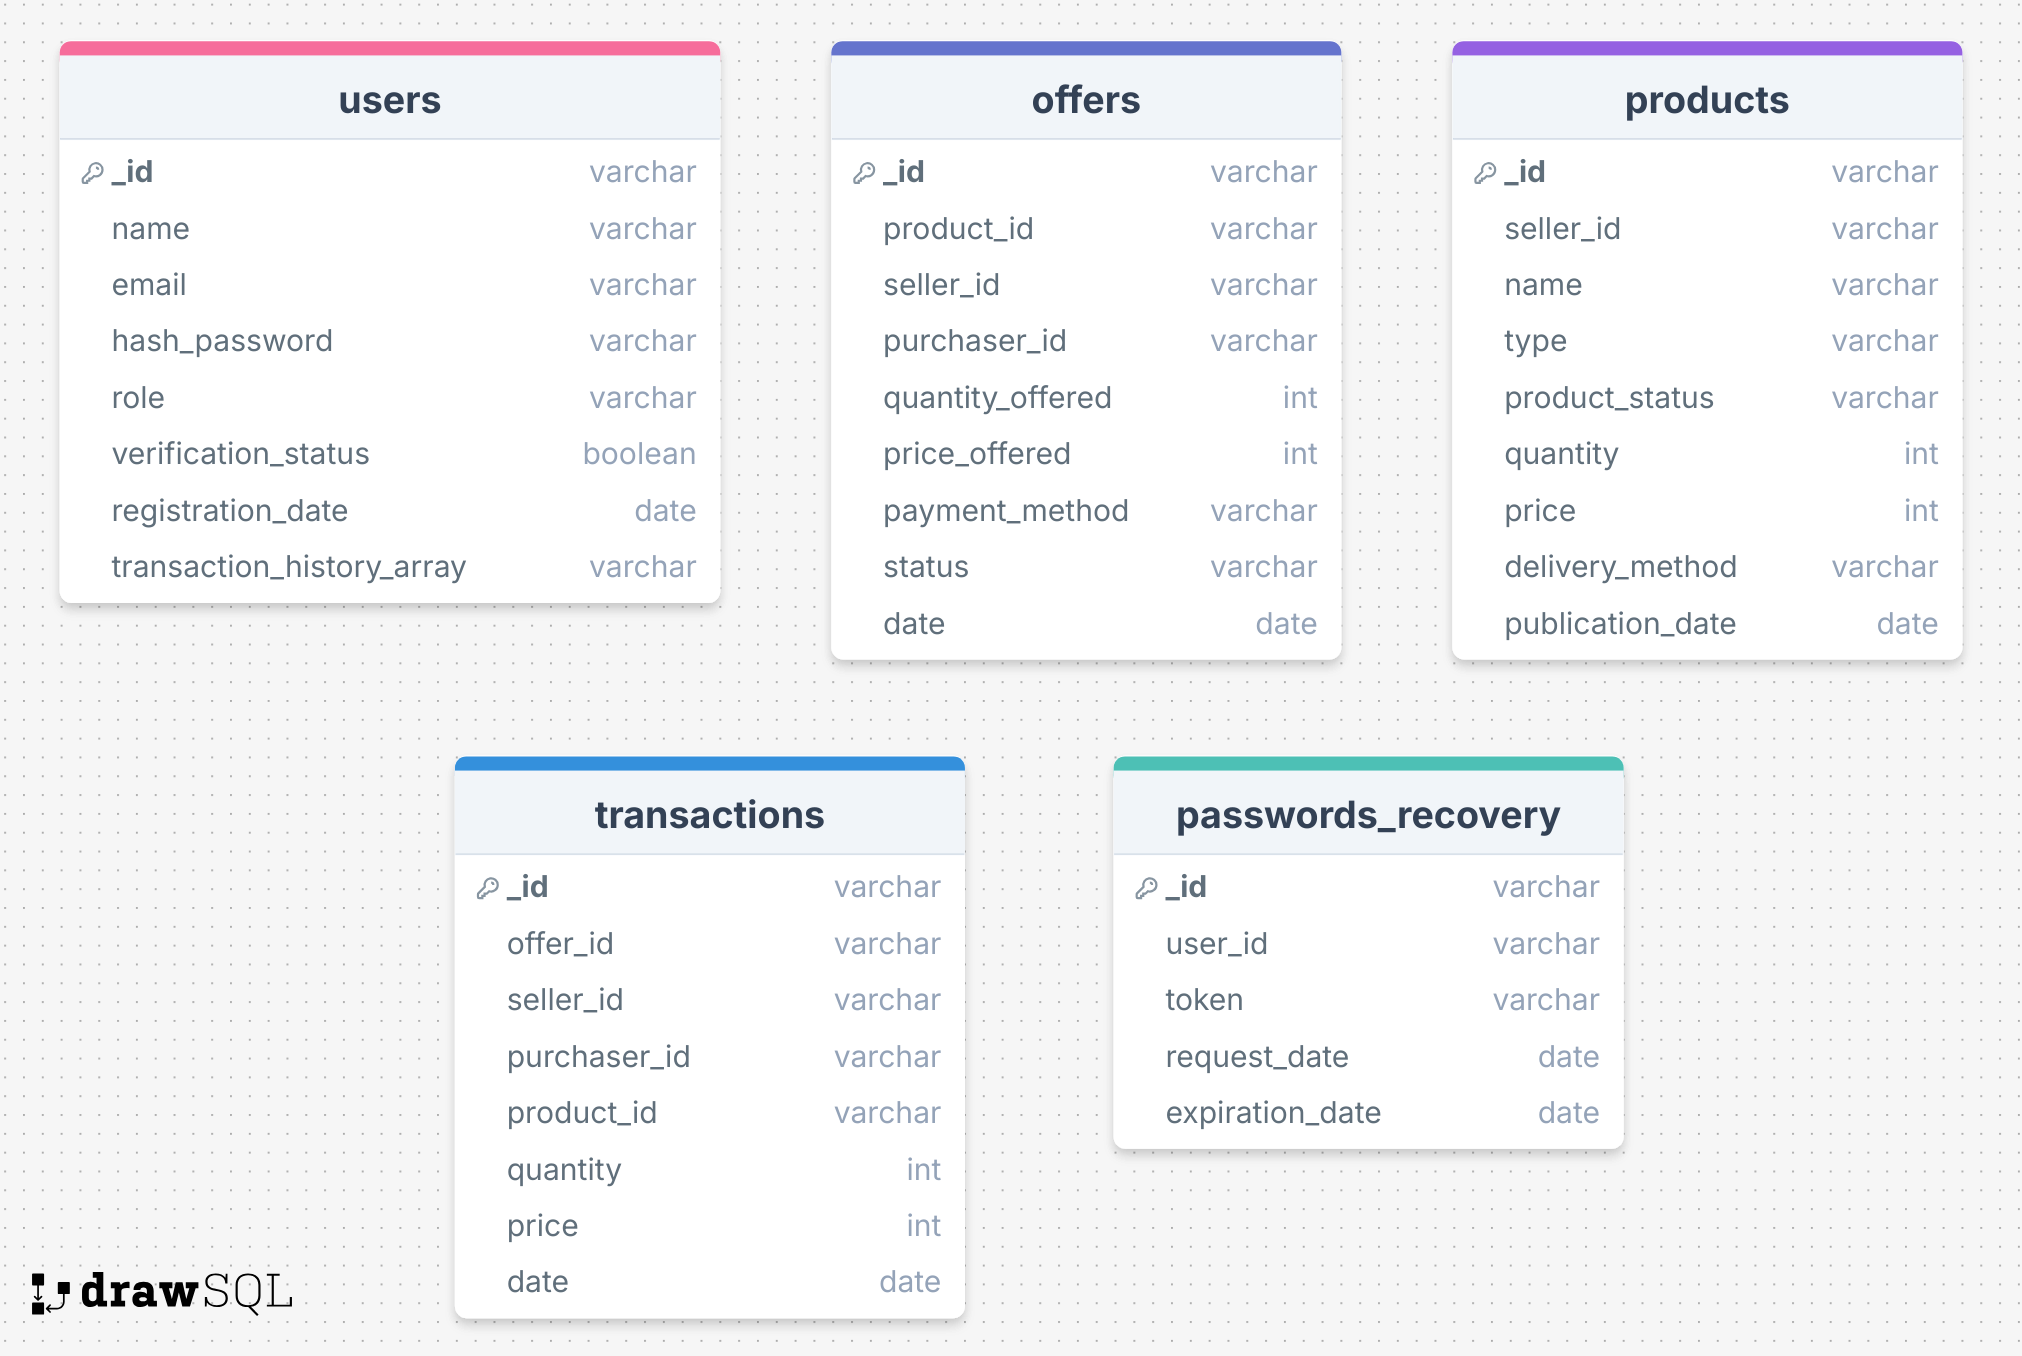 users
_id varchar
name varchar
email varchar
hash_password varchar
role varchar
verification_status boolean
registration_date date
transaction_history_array varchar
offers
_id varchar
product_id varchar
seller_id varchar
purchaser_id varchar
quantity_offered int
price_offered int
payment_method varchar
status varchar
date date
products
_id varchar
seller_id varchar
name varchar
type varchar
product_status varchar
quantity int
price int
delivery_method varchar
publication_date date
transactions
_id varchar
offer_id varchar
seller_id varchar
purchaser_id varchar
product_id varchar
quantity int
price int
date date
passwords_recovery
_id varchar
user_id varchar
token varchar
request_date date
expiration_date date
drawSQL